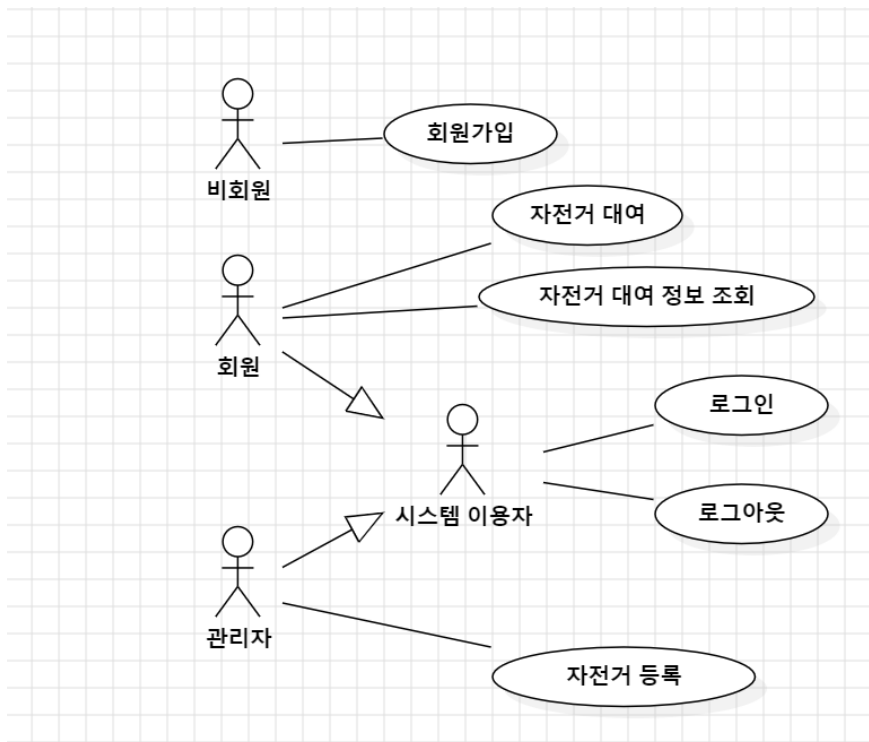 회원가입
비회원
자전거 대여
자전거 대여 정보 조회
회원
로그인
시스템 이용자
로그아웃
관리자
자전거 등록